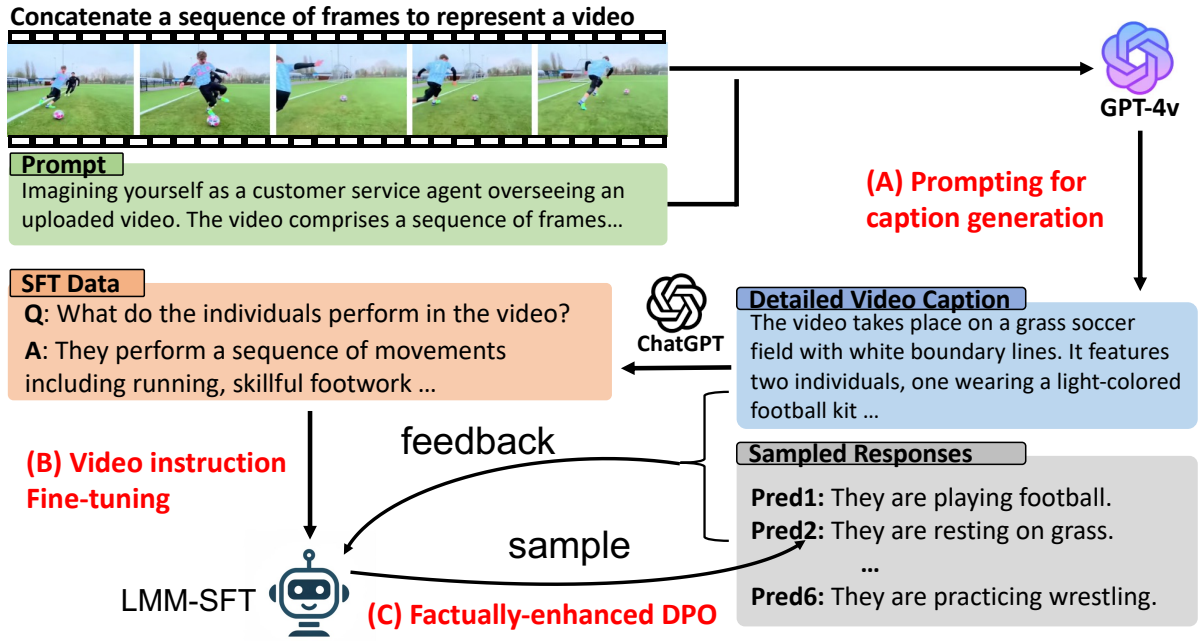 Concatenate a sequence of frames to represent a video
GPT-4v
Prompt
Imagining yourself as a customer service agent overseeing an
uploaded video. The video comprises a sequence of frames…
(A) Prompting for
caption generation
SFT Data
Q: What do the individuals perform in the video?
A: They perform a sequence of movements
including running, skillful footwork …
ChatGPT
Detailed Video Caption
The video takes place on a grass soccer
field with white boundary lines. It features
two individuals, one wearing a light-colored
football kit …
(B) Video instruction
Fine-tuning
feedback
Sampled Responses
Pred1: They are playing football.
Pred2: They are resting on grass.
…
Pred6: They are practicing wrestling.
sample
LMM-SFT
(C) Factually-enhanced DPO